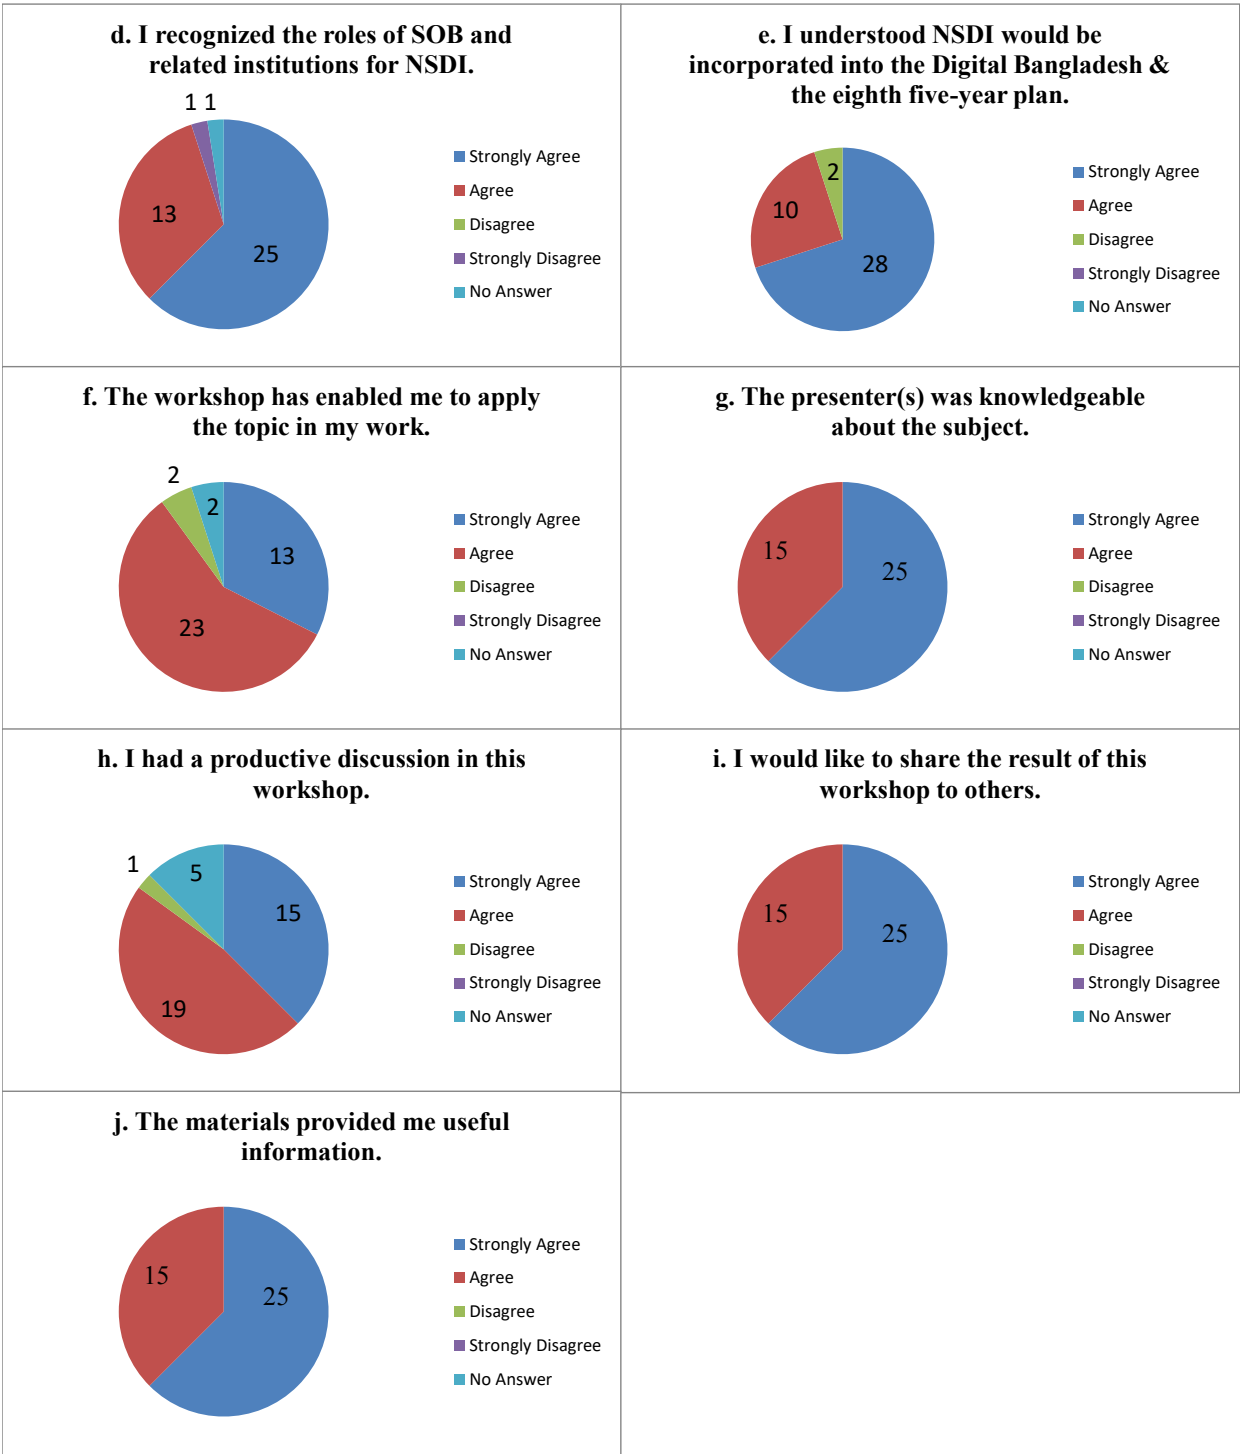 d. I recognized the roles of SOB and
related institutions for NSDI.
1 1
13
25
Strongly Agree
Agree
Disagree
Strongly Disagree
No Answer
e. I understood NSDI would be
incorporated into the Digital Bangladesh &
the eighth five-year plan.
2
10
28
Strongly Agree
Agree
Disagree
Strongly Disagree
No Answer
f. The workshop has enabled me to apply
the topic in my work.
2
2
13
23
Strongly Agree
Agree
Disagree
Strongly Disagree
No Answer
g. The presenter(s) was knowledgeable
about the subject.
15
25
Strongly Agree
Agree
Disagree
Strongly Disagree
No Answer
h. I had a productive discussion in this
workshop.
1
5
15
19
Strongly Agree
Agree
Disagree
Strongly Disagree
No Answer
i. I would like to share the result of this
workshop to others.
15
25
Strongly Agree
Agree
Disagree
Strongly Disagree
No Answer
j. The materials provided me useful
information.
15
25
Strongly Agree
Agree
Disagree
Strongly Disagree
No Answer